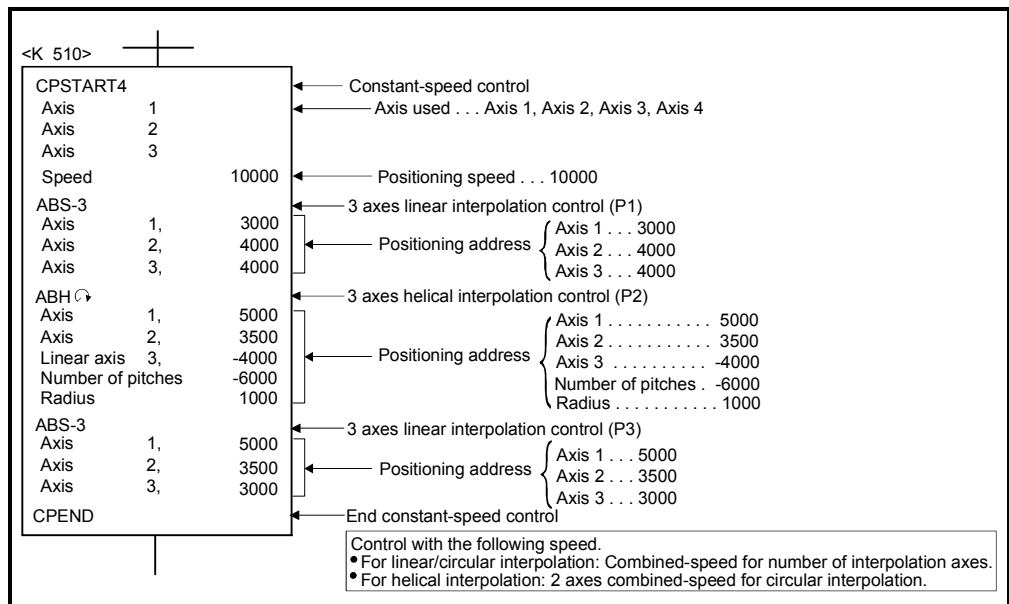 <K 510>
CPSTART4 Constant-speed control
Axis 1 Axis used . . . Axis 1, Axis 2, Axis 3, Axis 4
Axis 2
Axis 3
Speed 10000 Positioning speed . . . 10000
ABS-3 3 axes linear interpolation control (P1)
Axis 1, 3000 Axis 1 . . . 3000
Axis 2, 4000 Positioning address Axis 2 . . . 4000
Axis 3, 4000 Axis 3 . . . 4000
ABH 3 axes helical interpolation control (P2)
Axis 1, 5000 Axis 1 . . . . . . . . . . . 5000
Axis 2, 3500 Axis 2 . . . . . . . . . . . 3500
Linear axis 3, -4000 Positioning address Axis 3 . . . . . . . . . . -4000
Number of pitches -6000 Number of pitches . -6000
Radius 1000 Radius . . . . . . . . . . . 1000
ABS-3 3 axes linear interpolation control (P3)
Axis 1, 5000 Axis 1 . . . 5000
Axis 2, 3500 Positioning address Axis 2 . . . 3500
Axis 3, 3000 Axis 3 . . . 3000
CPEND End constant-speed control
Control with the following speed.
• For linear/circular interpolation: Combined-speed for number of interpolation axes.
• For helical interpolation: 2 axes combined-speed for circular interpolation.